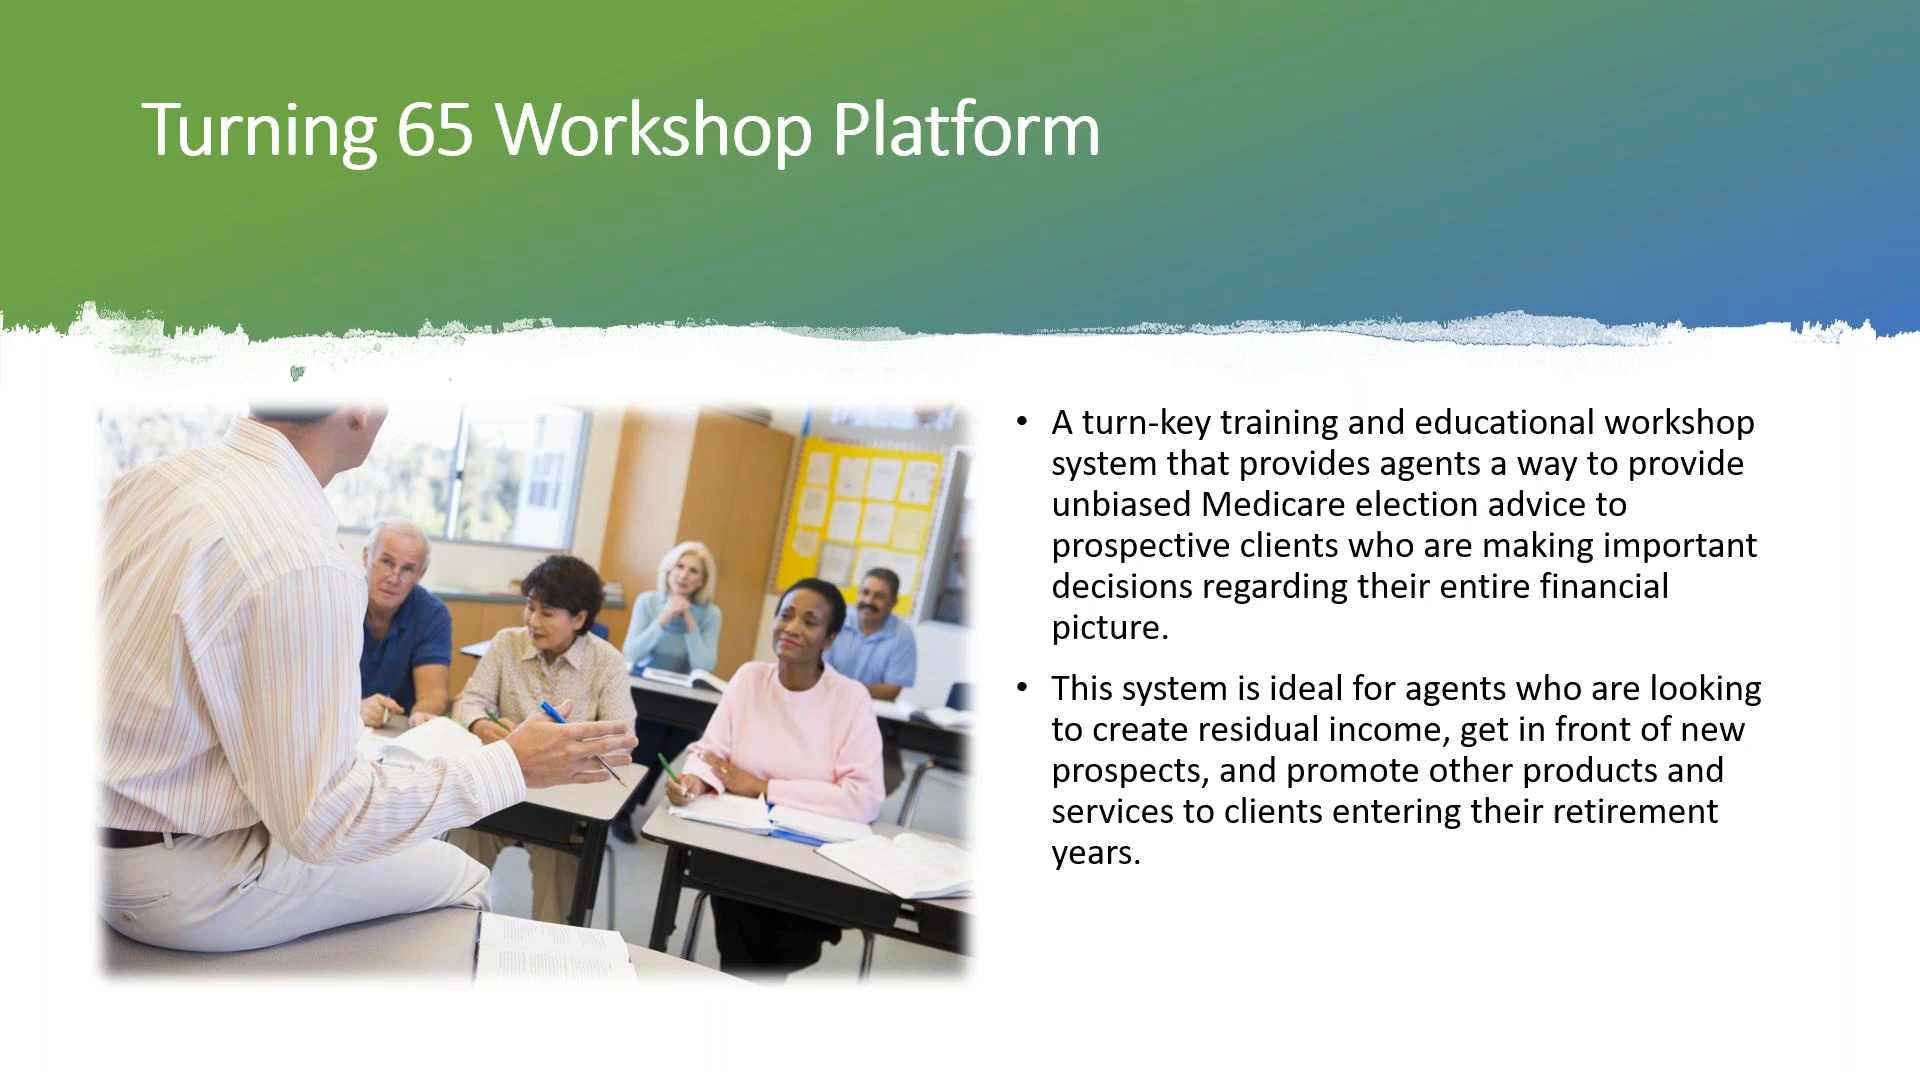 Turning 65 Workshop Platform
• A turn-key training and educational workshop
system that provides agents a way to provide
unbiased Medicare election advice to
prospective clients who are making important
decisions regarding their entire financial
picture.
• This system is ideal for agents who are looking
to create residual income, get in front of new
prospects, and promote other products and
services to clients entering their retirement
years.